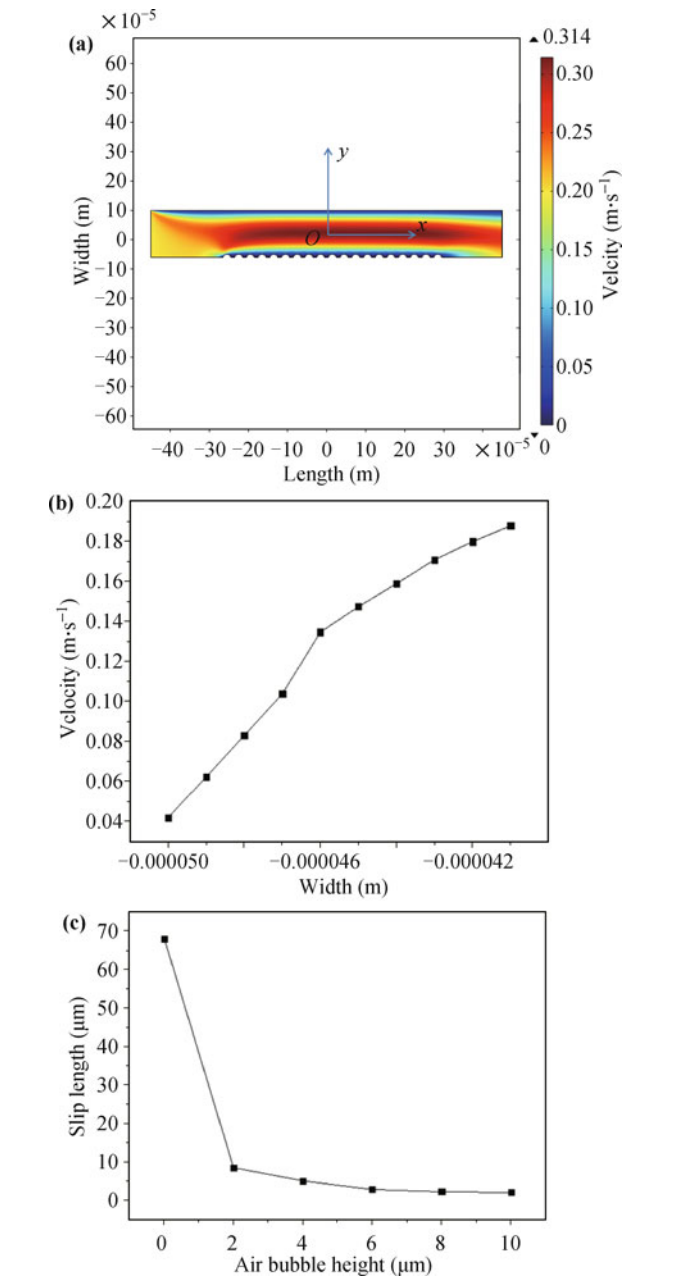 ×10⁻⁵
(a)
▲ 0.314
60
50
40
30
20
10
0
−10
−20
−30
−40
−50
−60
Width (m)
y
x
O
0.30
0.25
0.20
0.15
0.10
0.05
0
▼ 0
Velcity (m·s⁻¹)
−40 −30 −20 −10 0 10 20 30 ×10⁻⁵
Length (m)
(b)
0.20
0.18
0.16
0.14
0.12
0.10
0.08
0.06
0.04
Vclocity (m·s⁻¹)
−0.000050 −0.000046 −0.000042
Width (m)
(c)
70
60
50
40
30
20
10
0
Slip length (μm)
0 2 4 6 8 10
Air bubble height (μm)